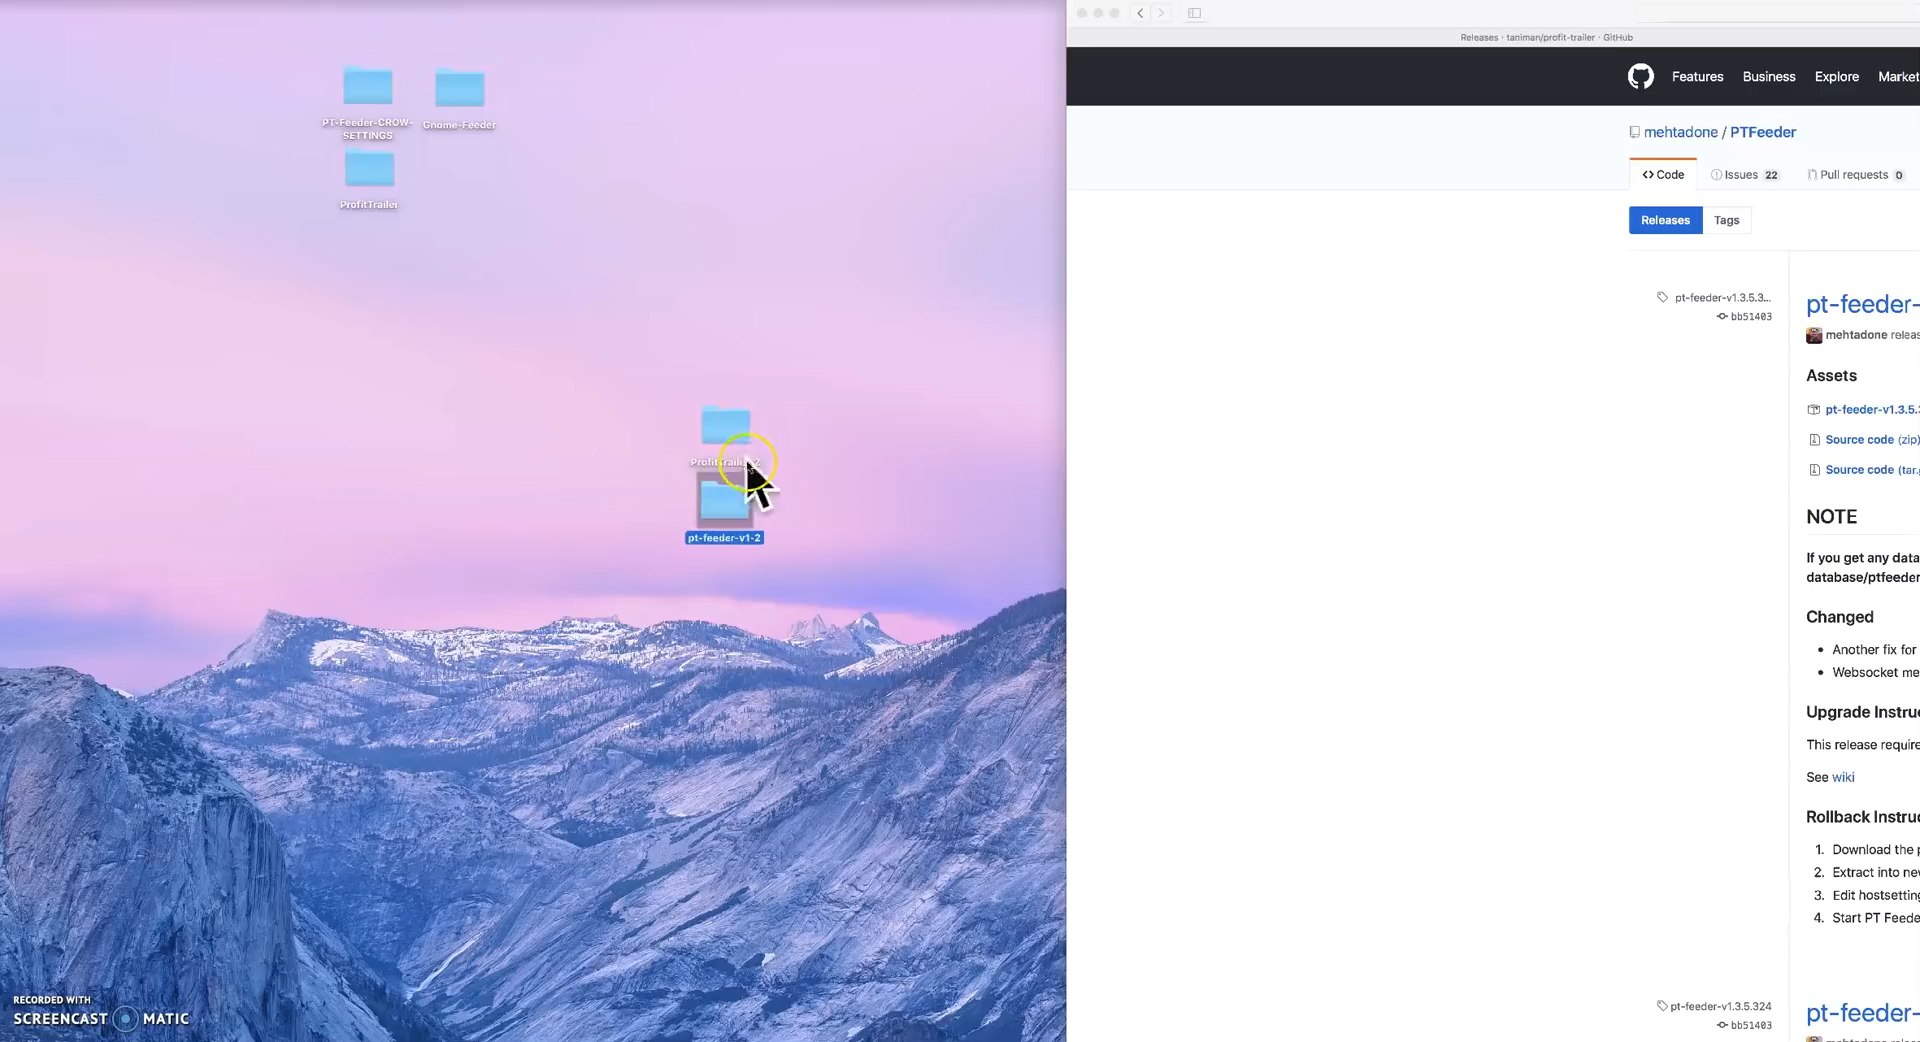 PT-Feeder-CROW-
SETTINGS
Gnome-Feeder
ProfitTrailer
pt-feeder-v1-2
RECORDED WITH
SCREENCAST MATIC
Releases · taniman/profit-trailer · GitHub
Features Business Explore Market
mehtadone / PTFeeder
Code Issues 22 Pull requests 0
Releases Tags
pt-feeder-v1.3.5.3...
bb51403
pt-feeder-
mehtadone releas
Assets
pt-feeder-v1.3.5.3
Source code (zip)
Source code (tar.g
NOTE
If you get any data
database/ptfeeder
Changed
• Another fix for
• Websocket me
Upgrade Instruc
This release require
See wiki
Rollback Instruc
1. Download the p
2. Extract into new
3. Edit hostsetting
4. Start PT Feede
pt-feeder-v1.3.5.324
bb51403
pt-feeder-